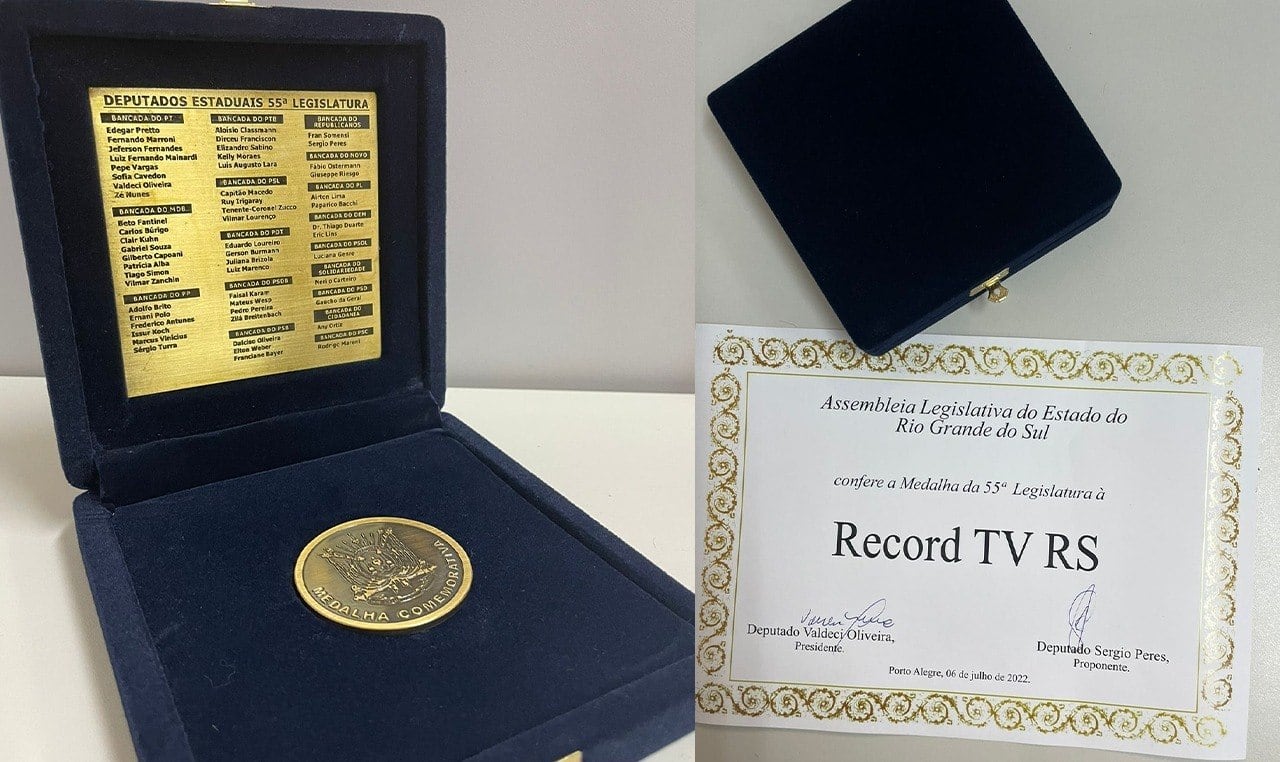 DEPUTADOS ESTADUAIS 55ª LEGISLATURA
BANCADA DO PT
Edegar Pretto
Fernando Marroni
Jeferson Fernandes
Luiz Fernando Mainardi
Pepe Vargas
Sofia Cavedon
Valdeci Oliveira
Zé Nunes
BANCADA DO MDB
Beto Fantinel
Carlos Búrigo
Clair Kuhn
Gabriel Souza
Gilberto Capoani
Patrícia Alba
Tiago Simon
Vilmar Zanchin
BANCADA DO PP
Adolfo Brito
Ernani Polo
Frederico Antunes
Issur Koch
Marcus Vinícius
Sérgio Turra
BANCADA DO PTB
Aloísio Classmann
Dirceu Franciscon
Elizandro Sabino
Kelly Moraes
Luís Augusto Lara
BANCADA DO PSL
Capitão Macedo
Ruy Irigaray
Tenente-Coronel Zucco
Vilmar Lourenço
BANCADA DO PDT
Eduardo Loureiro
Gerson Burmann
Juliana Brizola
Luiz Marenco
BANCADA DO PSDB
Faisal Karam
Mateus Wesp
Pedro Pereira
Zilá Breitenbach
BANCADA DO PSB
Dalciso Oliveira
Elton Weber
Franciane Bayer
BANCADA DO
REPUBLICANOS
Fran Somensi
Sergio Peres
BANCADA DO NOVO
Fábio Ostermann
Giuseppe Riesgo
BANCADA DO PL
Airton Lima
Paparico Bacchi
BANCADA DO DEM
Dr. Thiago Duarte
Eric Lins
BANCADA DO PSOL
Luciana Genro
BANCADA DO
SOLIDARIEDADE
Neri o Carteiro
BANCADA DO PSD
Gaúcho da Geral
BANCADA DO
CIDADANIA
Any Ortiz
BANCADA DO PSC
Rodrigo Maroni
MEDALHA COMEMORATIVA
Assembleia Legislativa do Estado do
Rio Grande do Sul
confere a Medalha da 55ª Legislatura à
Record TV RS
Deputado Valdeci Oliveira,
Presidente.
Deputado Sergio Peres,
Proponente.
Porto Alegre, 06 de julho de 2022.